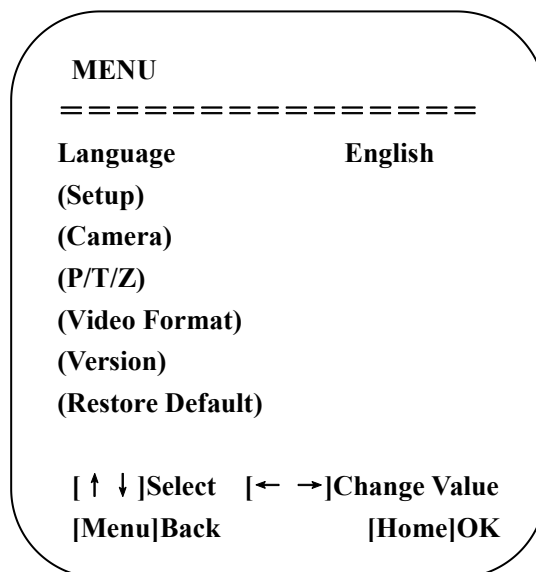 MENU
===============
Language English
(Setup)
(Camera)
(P/T/Z)
(Video Format)
(Version)
(Restore Default)
[ ↑ ↓ ]Select [← →]Change Value
[Menu]Back [Home]OK